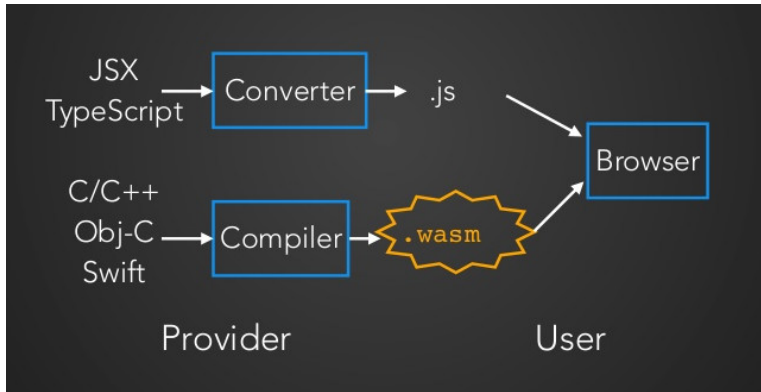 JSX
TypeScript
Converter
.js
Browser
C/C++
Obj-C
Swift
Compiler
.wasm
Provider
User